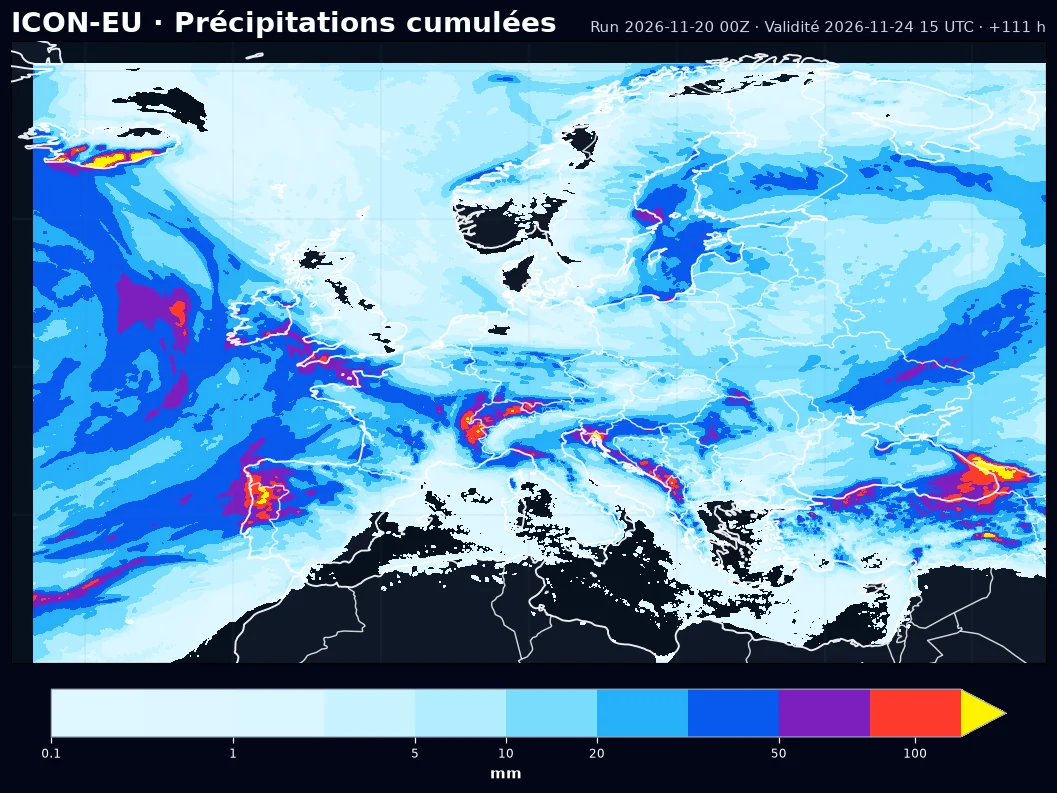 ICON-EU · Précipitations cumulées
Run 2026-11-20 00Z · Validité 2026-11-24 15 UTC · +111 h
0.1 1 5 10 20 50 100
mm